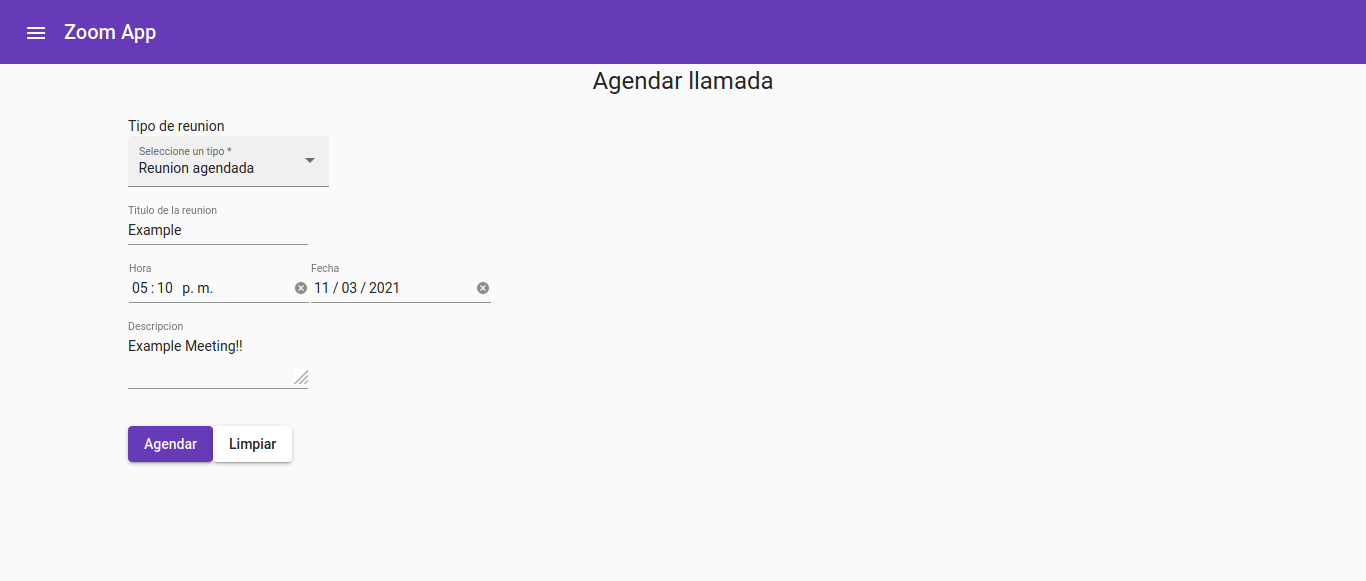 Zoom App
Agendar llamada
Tipo de reunion
Seleccione un tipo *
Reunion agendada
Titulo de la reunion
Example
Hora Fecha
05 : 10 p. m. 11 / 03 / 2021
Descripcion
Example Meeting!!
Agendar Limpiar